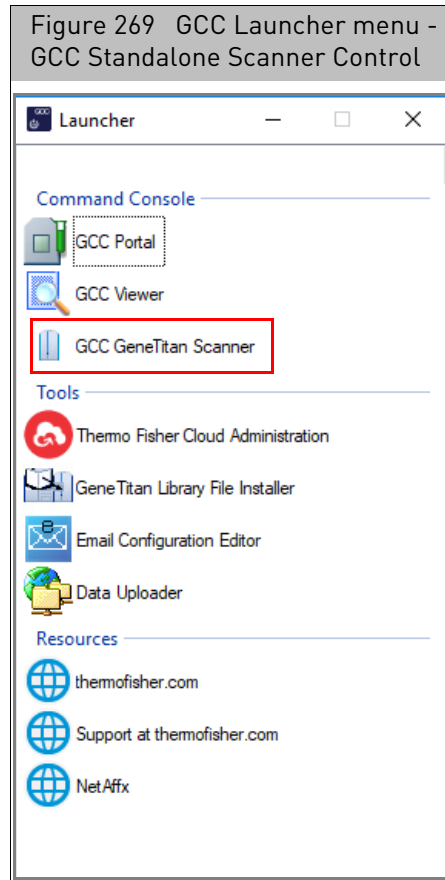 Figure 269 GCC Launcher menu -
GCC Standalone Scanner Control
GCC
Launcher
Command Console
GCC Portal
GCC Viewer
GCC GeneTitan Scanner
Tools
Thermo Fisher Cloud Administration
GeneTitan Library File Installer
Email Configuration Editor
Data Uploader
Resources
thermofisher.com
Support at thermofisher.com
NetAffx